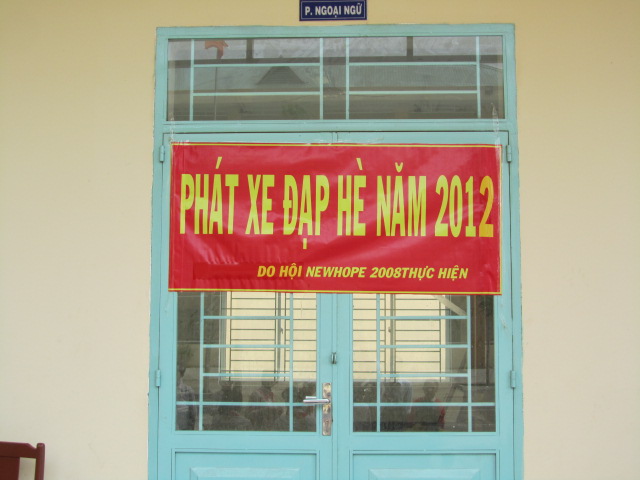 P. NGOẠI NGỮ
PHÁT XE ĐẠP HÈ NĂM 2012
DO HỘI NEWHOPE 2008THỰC HIỆN